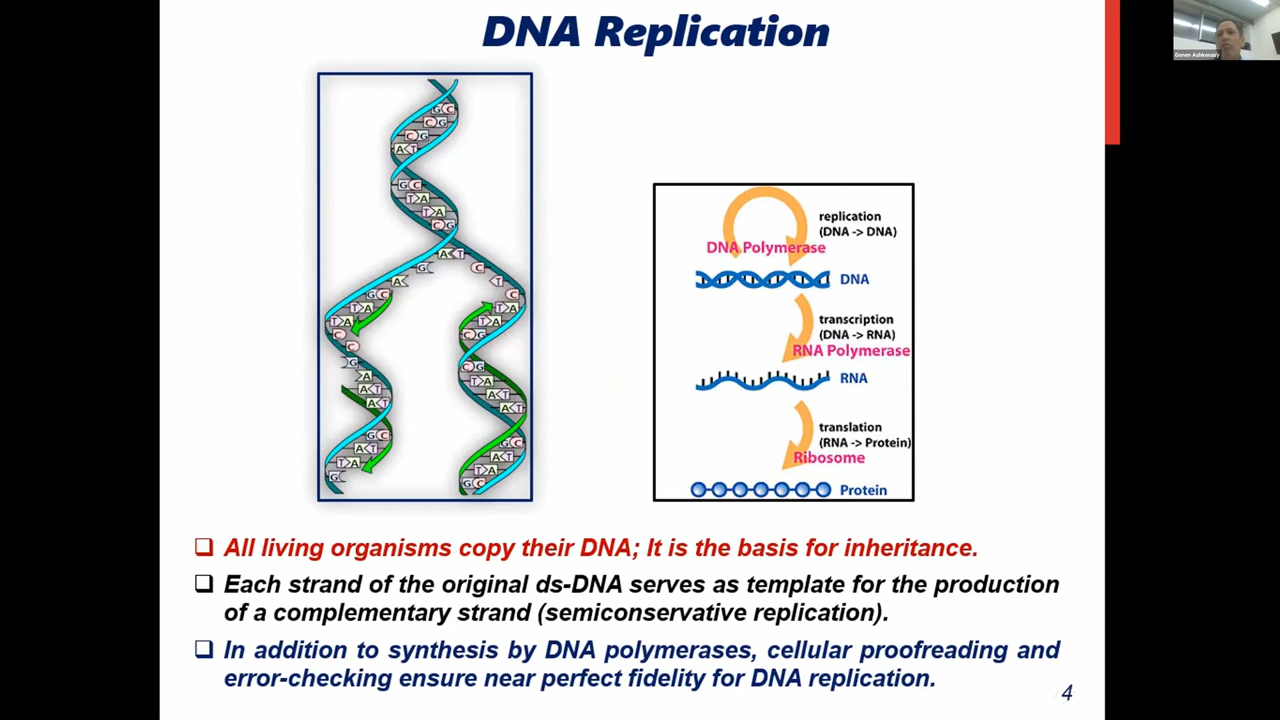 DNA Replication
Gonen Ashkenasy
replication
(DNA -> DNA)
DNA Polymerase
DNA
transcription
(DNA -> RNA)
RNA Polymerase
RNA
translation
(RNA -> Protein)
Ribosome
Protein
All living organisms copy their DNA; It is the basis for inheritance.
Each strand of the original ds-DNA serves as template for the production
of a complementary strand (semiconservative replication).
In addition to synthesis by DNA polymerases, cellular proofreading and
error-checking ensure near perfect fidelity for DNA replication.
4